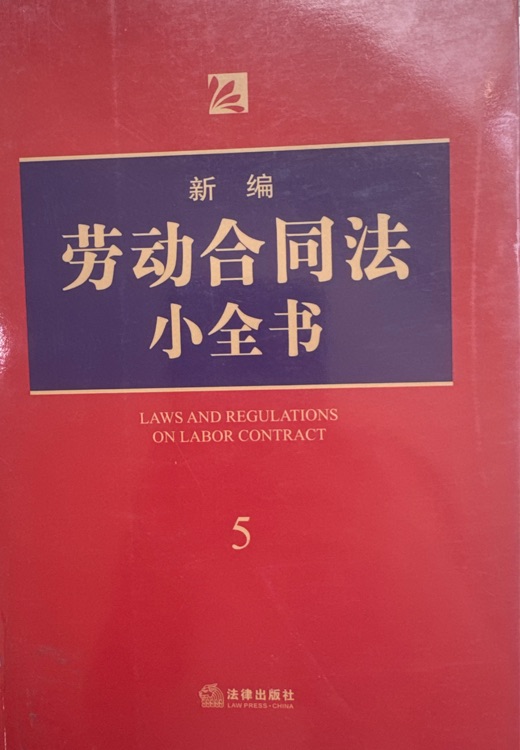 新编
劳动合同法
小全书
LAWS AND REGULATIONS
ON LABOR CONTRACT
5
法律出版社
LAW PRESS·CHINA